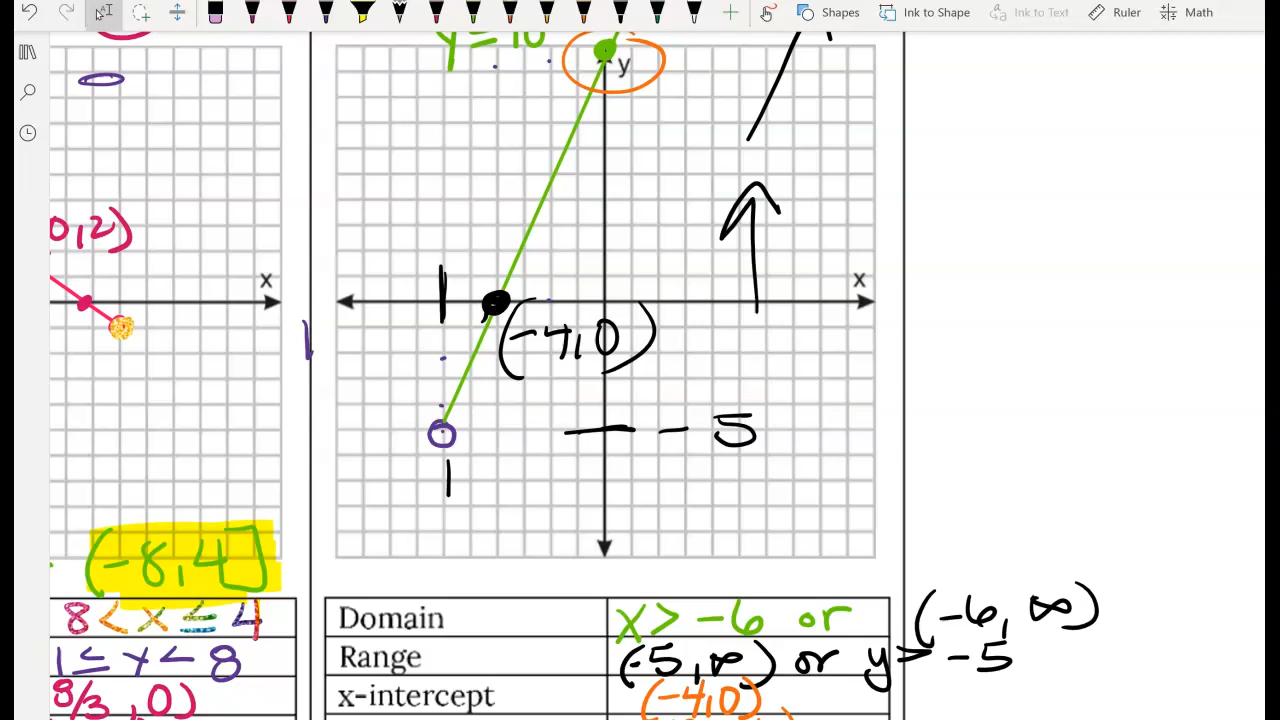 Shapes Ink to Shape Ink to Text Ruler Math
y = 10
y
0,2)
x
x
(-4,0)
- 5
(-8,4]
Domain x > -6 or (-6, ∞)
8 < x ≤ 4
Range (-5, ∞) or y > -5
1 ≤ y < 8
x-intercept (-4,0)
8/3, 0)